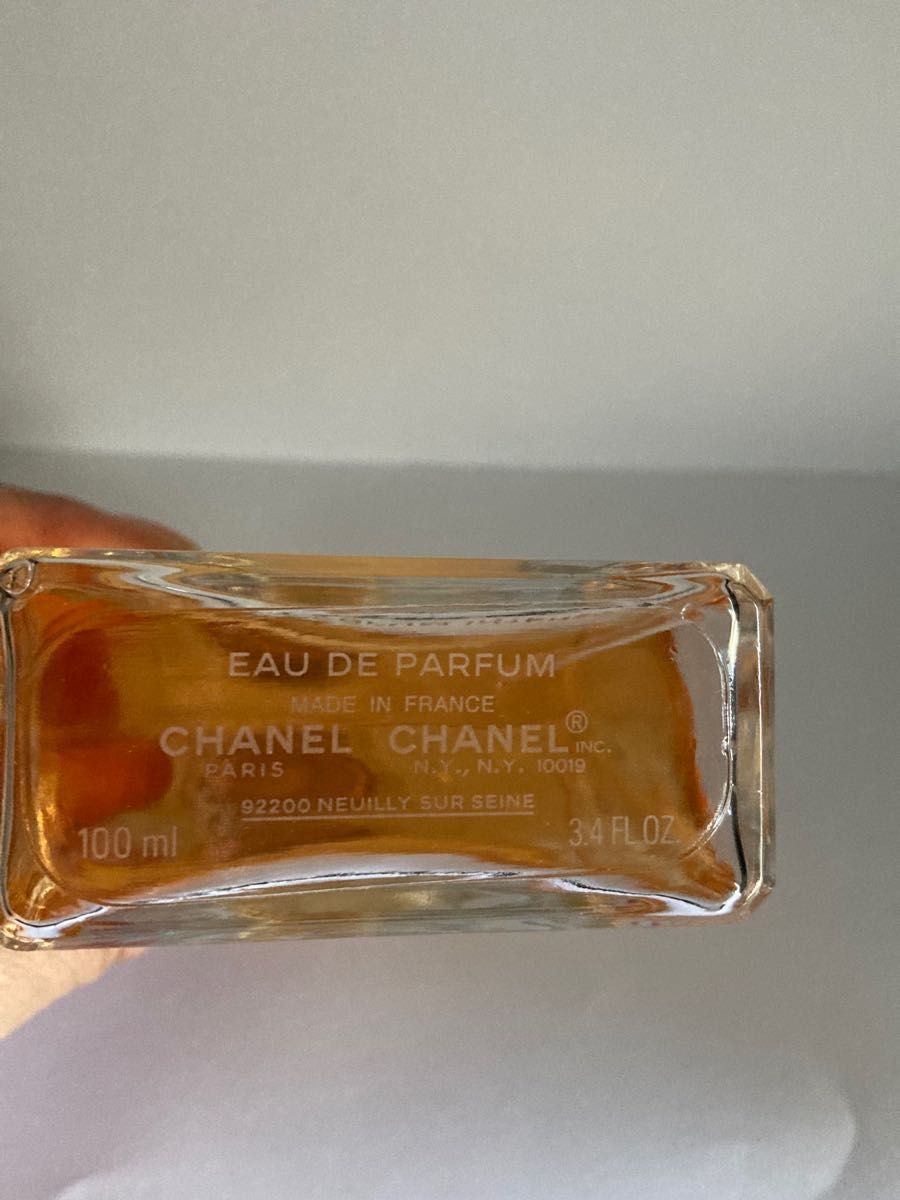 EAU DE PARFUM
MADE IN FRANCE
CHANEL CHANEL® INC.
PARIS N.Y., N.Y. 10019
92200 NEUILLY SUR SEINE
100 ml 3.4 FL OZ.